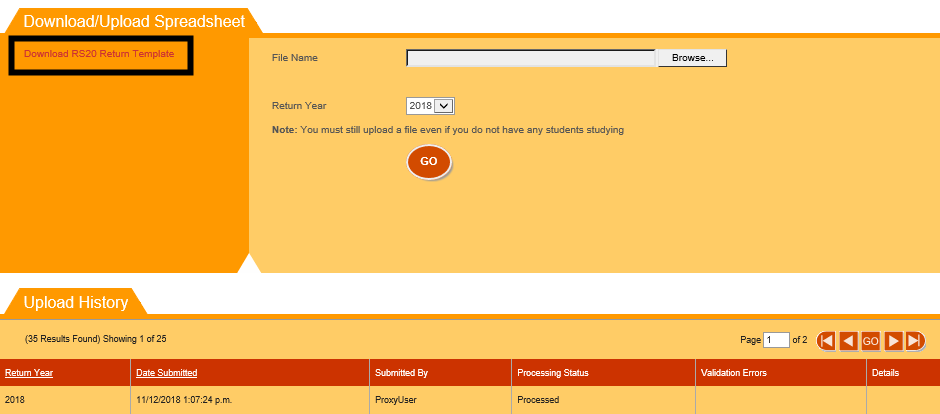 Download/Upload Spreadsheet
Download RS20 Return Template
File Name
Browse...
Return Year
2018
Note: You must still upload a file even if you do not have any students studying
GO
Upload History
(35 Results Found) Showing 1 of 25
Page 1 of 2
GO
Return Year Date Submitted Submitted By Processing Status Validation Errors Details
2018 11/12/2018 1:07:24 p.m. ProxyUser Processed